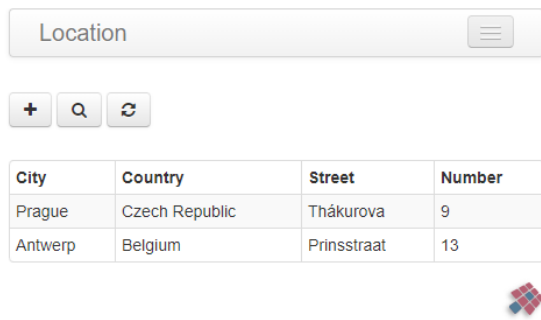 Location
City Country Street Number
Prague Czech Republic Thákurova 9
Antwerp Belgium Prinsstraat 13